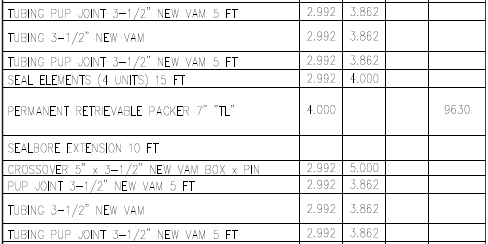 TUBING PUP JOINT 3-1/2" NEW VAM 5 FT 2.992 3.862
TUBING 3-1/2" NEW VAM 2.992 3.862
TUBING PUP JOINT 3-1/2" NEW VAM 5 FT 2.992 3.862
SEAL ELEMENTS (4 UNITS) 15 FT 2.992 4.000
PERMANENT RETRIEVABLE PACKER 7" "TL" 4.000 9630
SEALBORE EXTENSION 10 FT
CROSSOVER 5" x 3-1/2" NEW VAM BOX x PIN 2.992 5.000
PUP JOINT 3-1/2" NEW VAM 5 FT 2.992 3.862
TUBING 3-1/2" NEW VAM 2.992 3.862
TUBING PUP JOINT 3-1/2" NEW VAM 5 FT 2.992 3.862